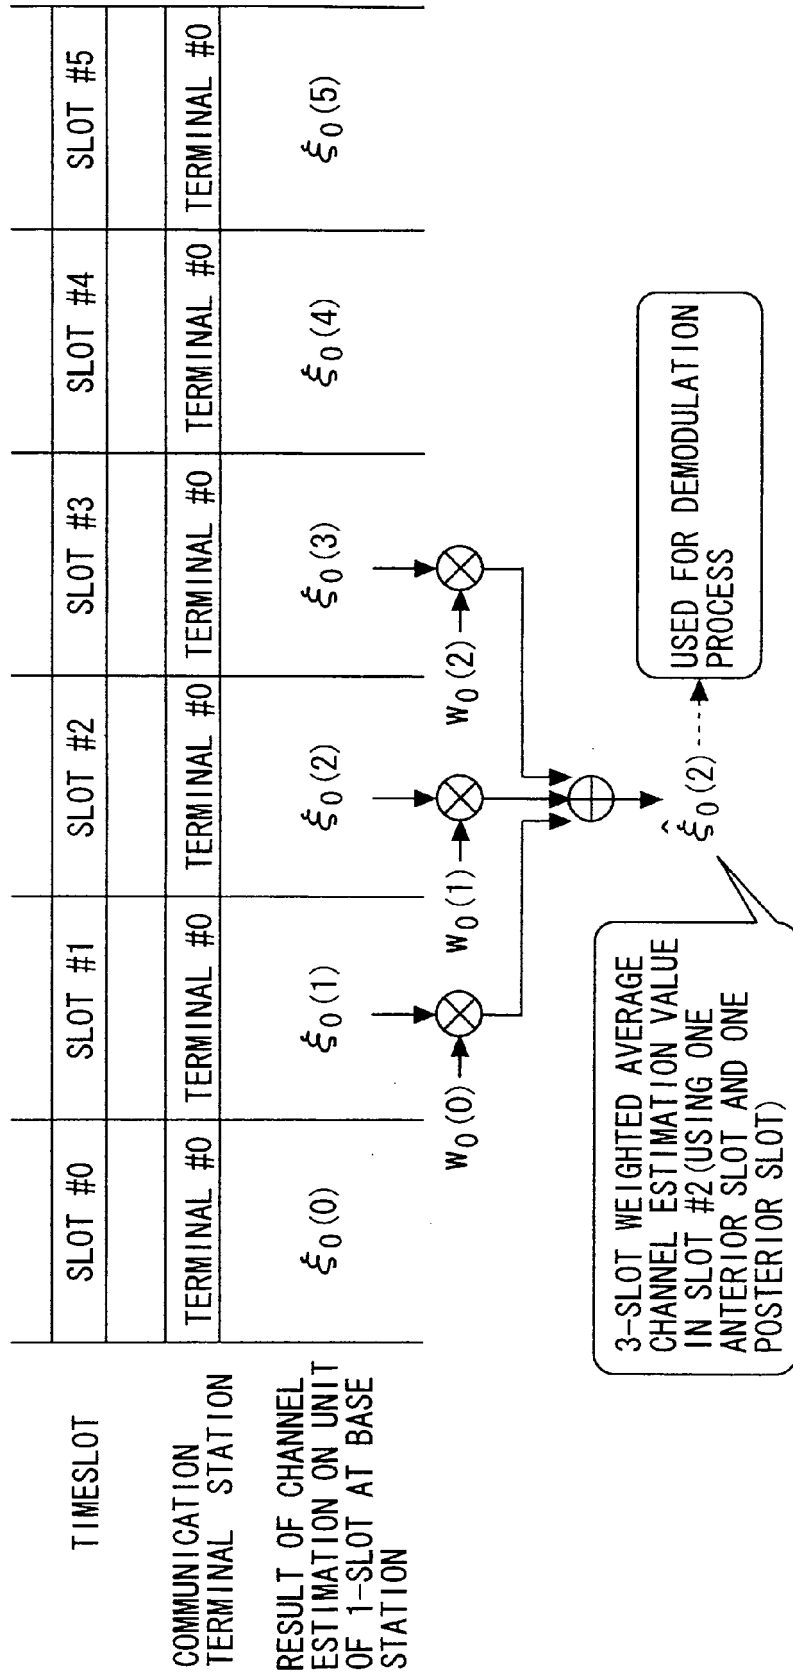 TIMESLOT
SLOT #0
SLOT #1
SLOT #2
SLOT #3
SLOT #4
SLOT #5
COMMUNICATION
TERMINAL STATION
TERMINAL #0
TERMINAL #0
TERMINAL #0
TERMINAL #0
TERMINAL #0
TERMINAL #0
RESULT OF CHANNEL
ESTIMATION ON UNIT
OF 1-SLOT AT BASE
STATION
ξ0(0)
ξ0(1)
ξ0(2)
ξ0(3)
ξ0(4)
ξ0(5)
W0(0)
W0(1)
W0(2)
ξ̂0(2)
3-SLOT WEIGHTED AVERAGE
CHANNEL ESTIMATION VALUE
IN SLOT #2(USING ONE
ANTERIOR SLOT AND ONE
POSTERIOR SLOT)
USED FOR DEMODULATION
PROCESS